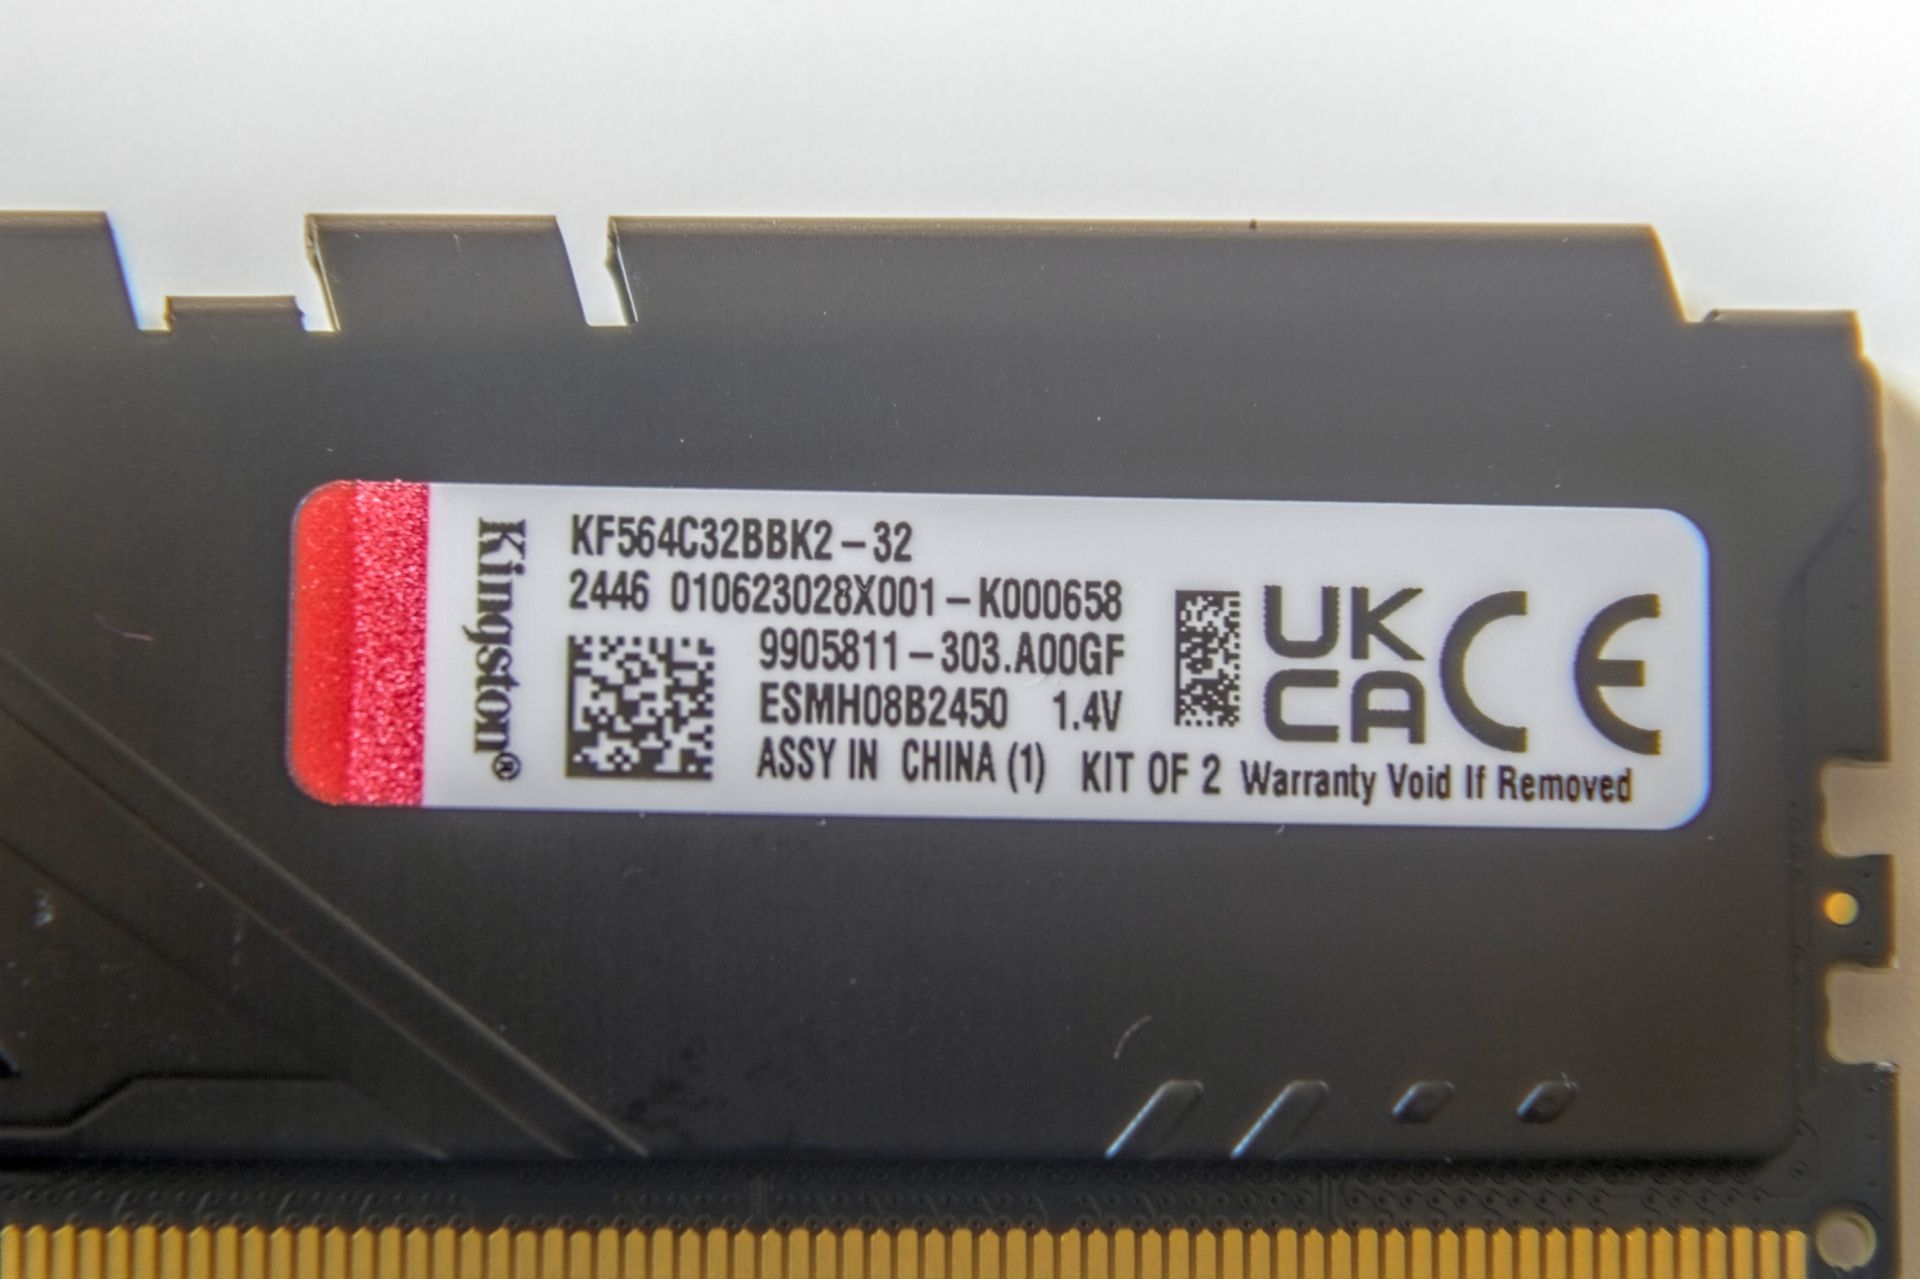 Kingston®
KF564C32BBK2-32
2446 010623028X001-K000658
9905811-303.A00GF
ESMH08B2450 1.4V
ASSY IN CHINA (1) KIT OF 2 Warranty Void If Removed
UK
CA
CE